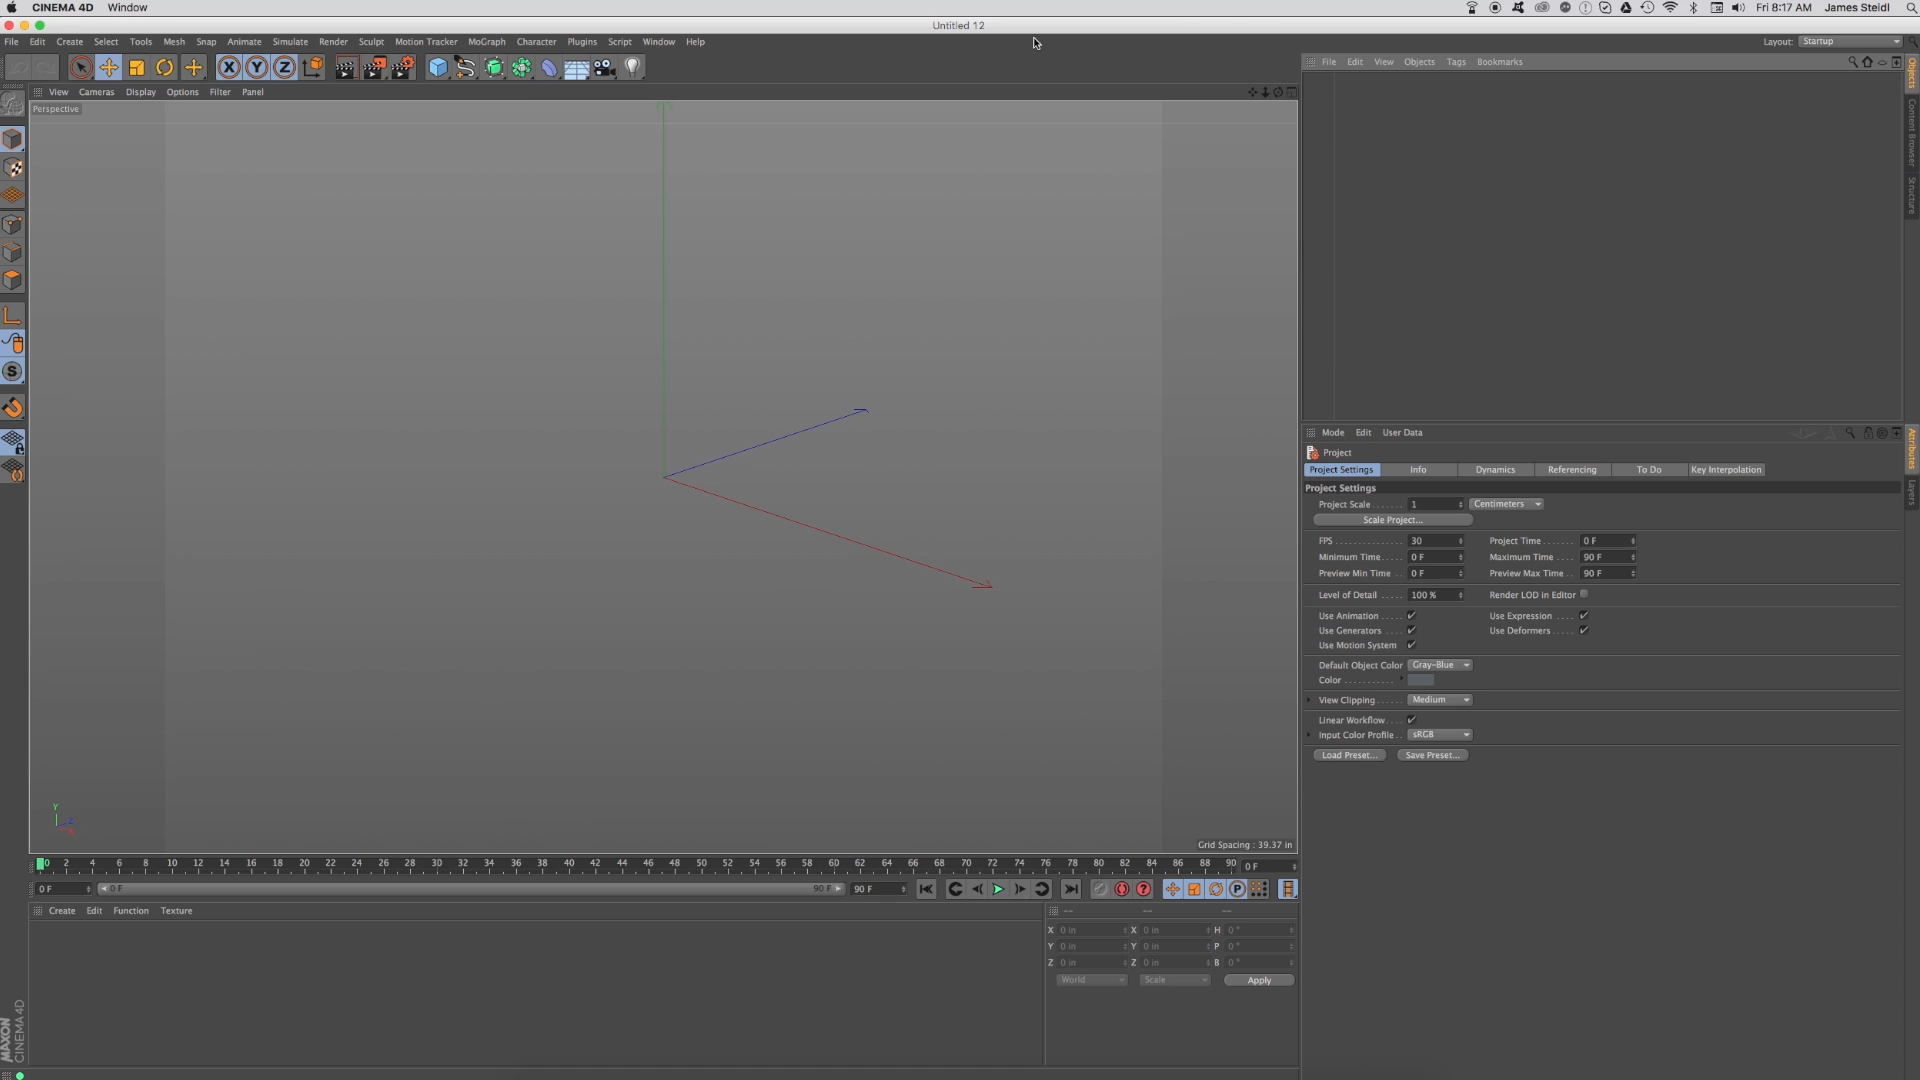 CINEMA 4D Window Fri 8:17 AM James Steidl
Untitled 12
File Edit Create Select Tools Mesh Snap Animate Simulate Render Sculpt Motion Tracker MoGraph Character Plugins Script Window Help Layout: Startup
X Y Z
File Edit View Objects Tags Bookmarks
View Cameras Display Options Filter Panel
Perspective
Objects
Content Browser
Structure
Mode Edit User Data
Project
Project Settings Info Dynamics Referencing To Do Key Interpolation
Project Settings
Project Scale 1 Centimeters
Scale Project...
FPS 30 Project Time 0 F
Minimum Time 0 F Maximum Time 90 F
Preview Min Time 0 F Preview Max Time 90 F
Level of Detail 100 % Render LOD in Editor
Use Animation Use Expression
Use Generators Use Deformers
Use Motion System
Default Object Color Gray-Blue
Color
View Clipping Medium
Linear Workflow
Input Color Profile sRGB
Load Preset... Save Preset...
Attributes
Layers
S
Y
Z
X
Grid Spacing : 39.37 in
0 2 4 6 8 10 12 14 16 18 20 22 24 26 28 30 32 34 36 38 40 42 44 46 48 50 52 54 56 58 60 62 64 66 68 70 72 74 76 78 80 82 84 86 88 90 0 F
0 F 0 F 90 F 90 F ? P
Create Edit Function Texture
-- -- --
X 0 in X 0 in H 0 °
Y 0 in Y 0 in P 0 °
Z 0 in Z 0 in B 0 °
World Scale Apply
MAXON
CINEMA 4D